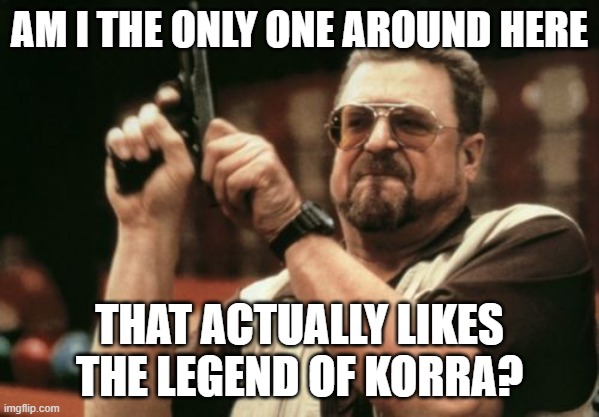 AM I THE ONLY ONE AROUND HERE
THAT ACTUALLY LIKES
THE LEGEND OF KORRA?
imgflip.com